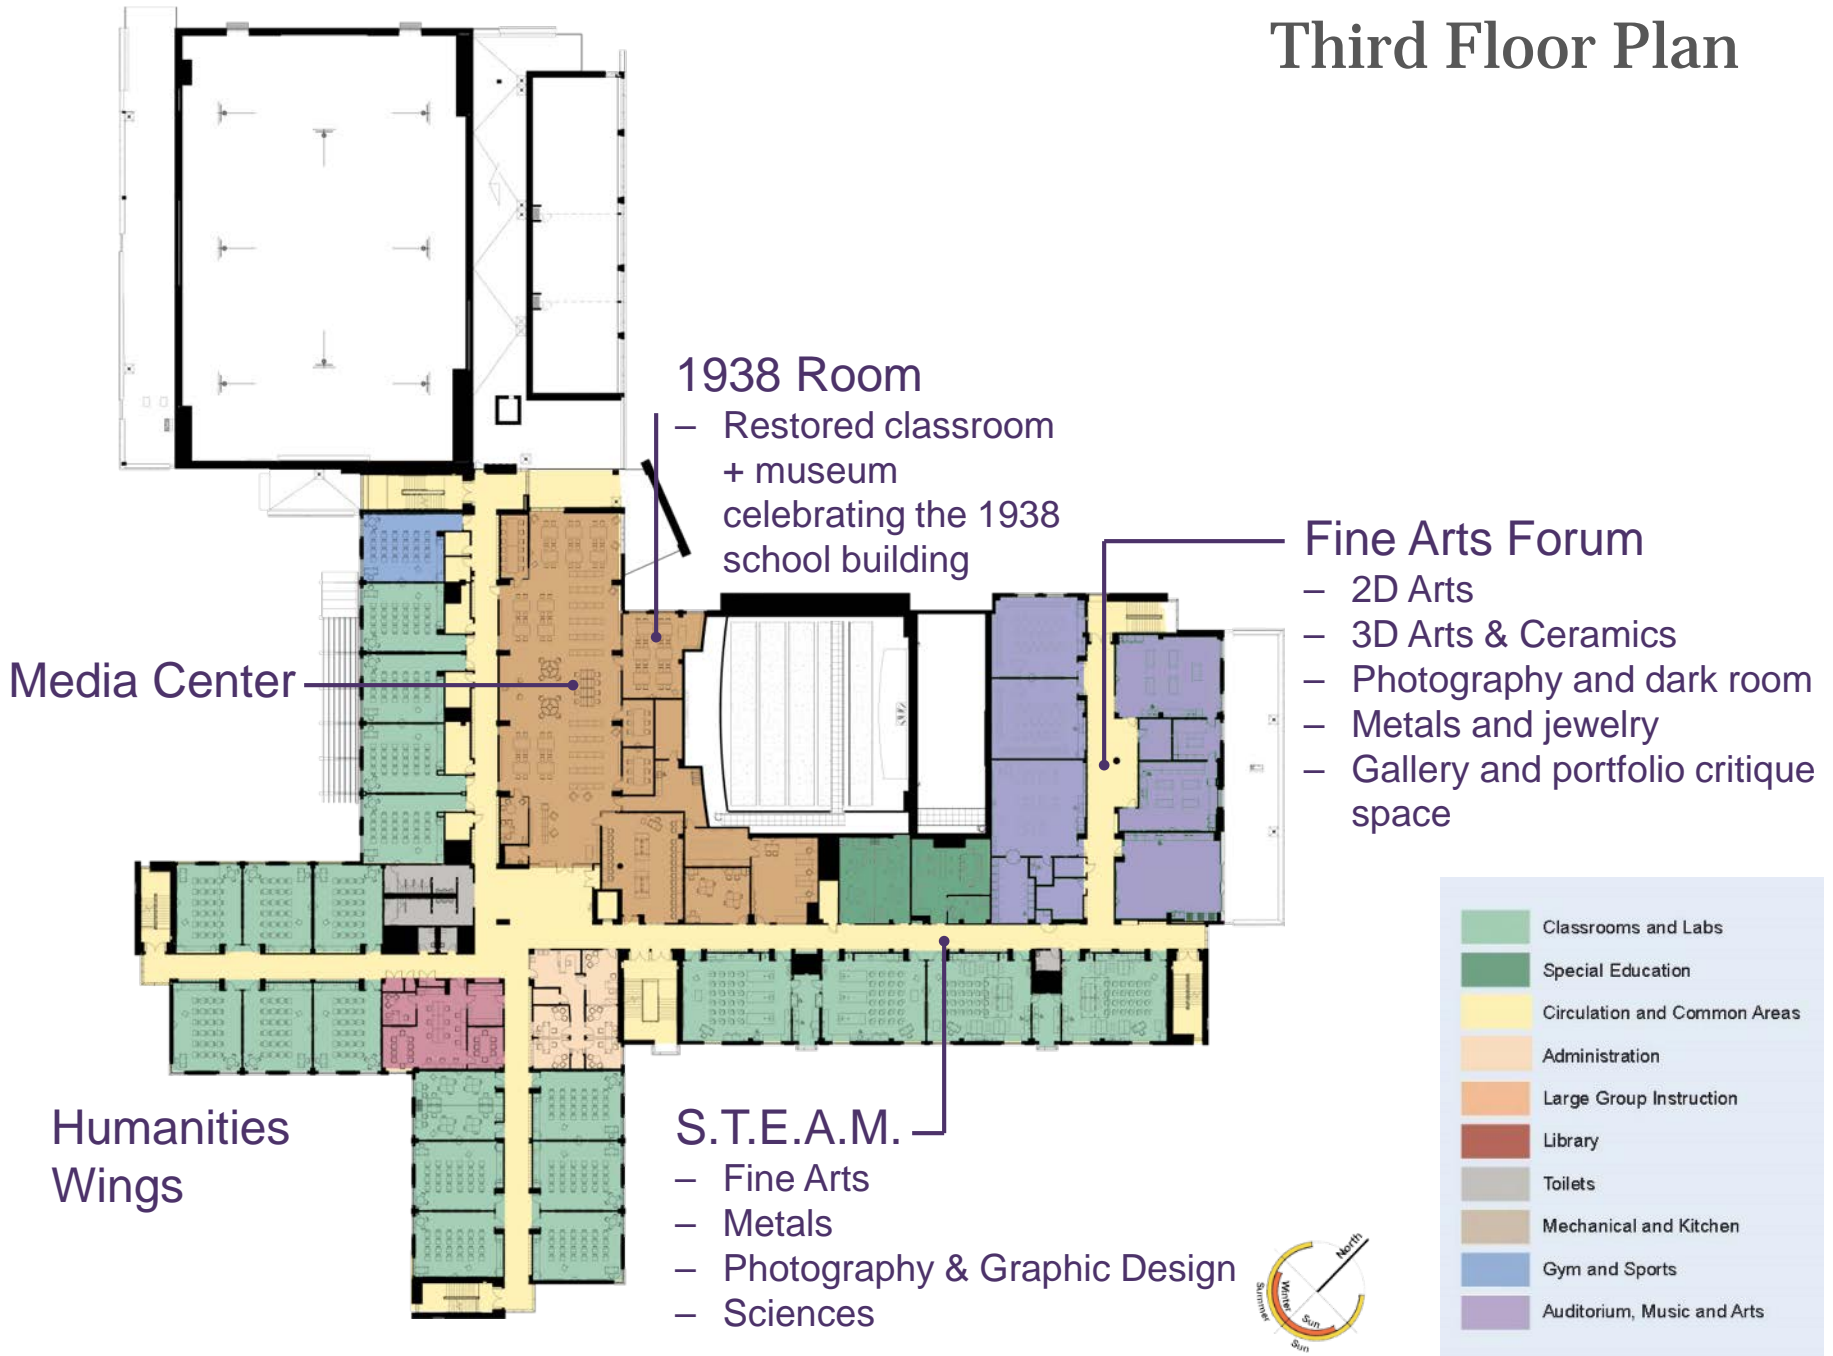 Third Floor Plan
1938 Room
– Restored classroom
+ museum
celebrating the 1938
school building
Fine Arts Forum
– 2D Arts
– 3D Arts & Ceramics
– Photography and dark room
– Metals and jewelry
– Gallery and portfolio critique
space
Media Center
Humanities
Wings
S.T.E.A.M.
– Fine Arts
– Metals
– Photography & Graphic Design
– Sciences
North
Summer
Winter
Sun
Sun
Classrooms and Labs
Special Education
Circulation and Common Areas
Administration
Large Group Instruction
Library
Toilets
Mechanical and Kitchen
Gym and Sports
Auditorium, Music and Arts